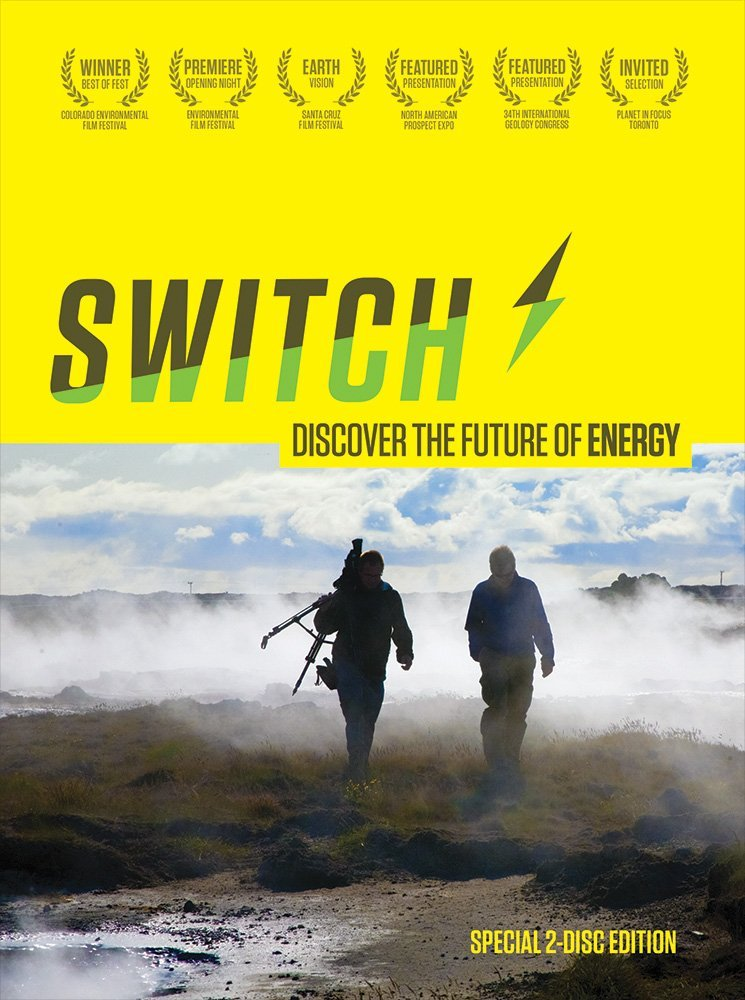 WINNER
BEST OF FEST
COLORADO ENVIRONMENTAL
FILM FESTIVAL
PREMIERE
OPENING NIGHT
ENVIRONMENTAL
FILM FESTIVAL
EARTH
VISION
SANTA CRUZ
FILM FESTIVAL
FEATURED
PRESENTATION
NORTH AMERICAN
PROSPECT EXPO
FEATURED
PRESENTATION
34TH INTERNATIONAL
GEOLOGY CONGRESS
INVITED
SELECTION
PLANET IN FOCUS
TORONTO
SWITCH
DISCOVER THE FUTURE OF ENERGY
SPECIAL 2-DISC EDITION